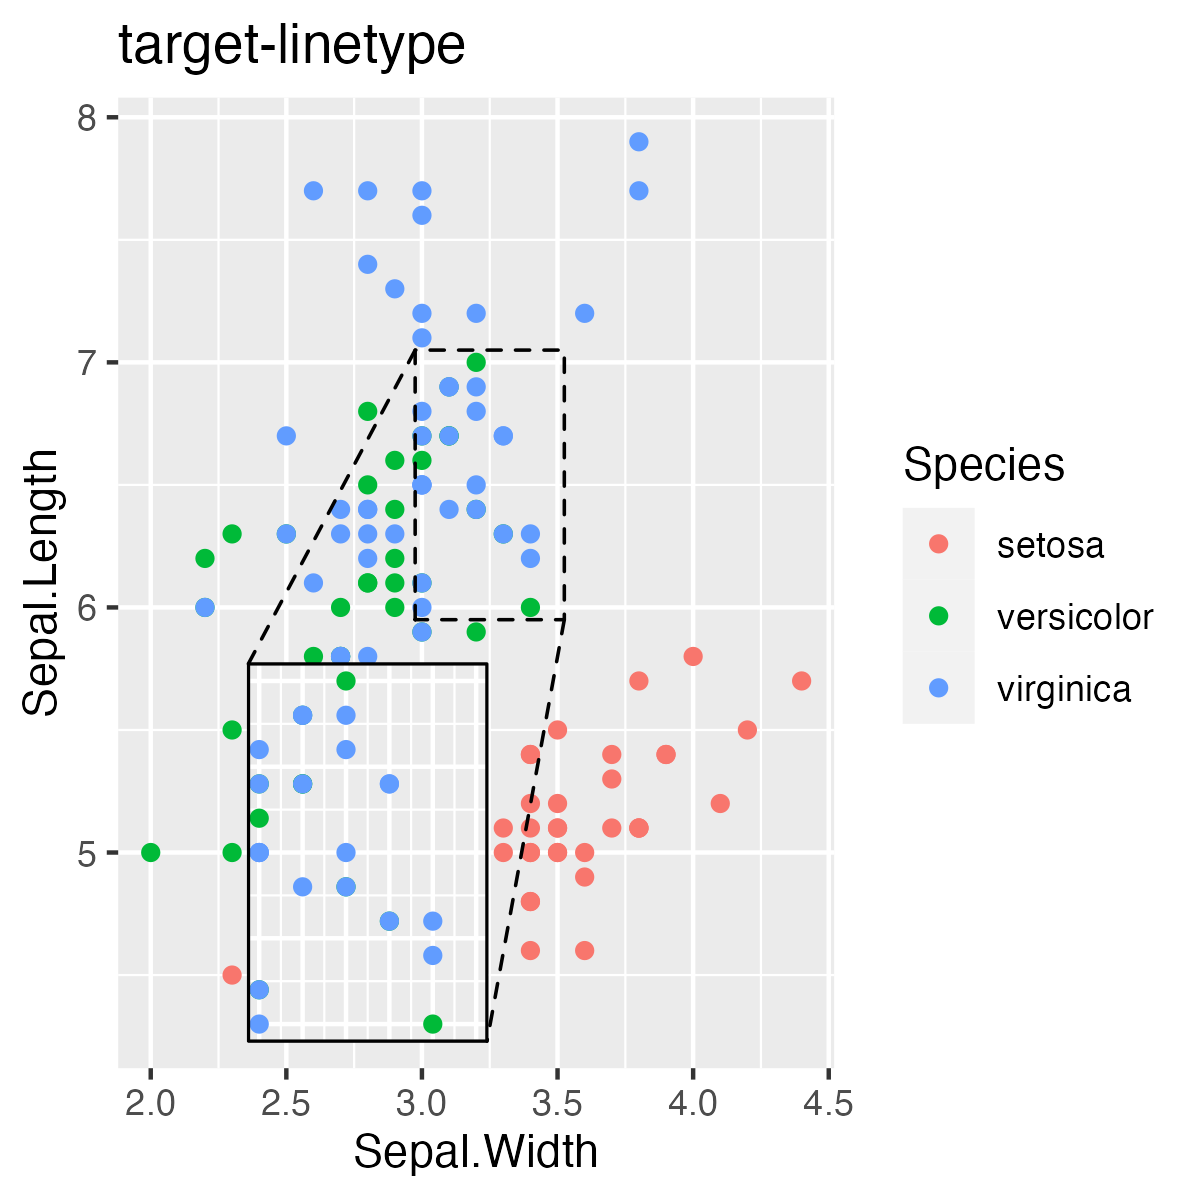 target-linetype
8
7
6
5
Sepal.Length
2.0 2.5 3.0 3.5 4.0 4.5
Sepal.Width
Species
setosa
versicolor
virginica